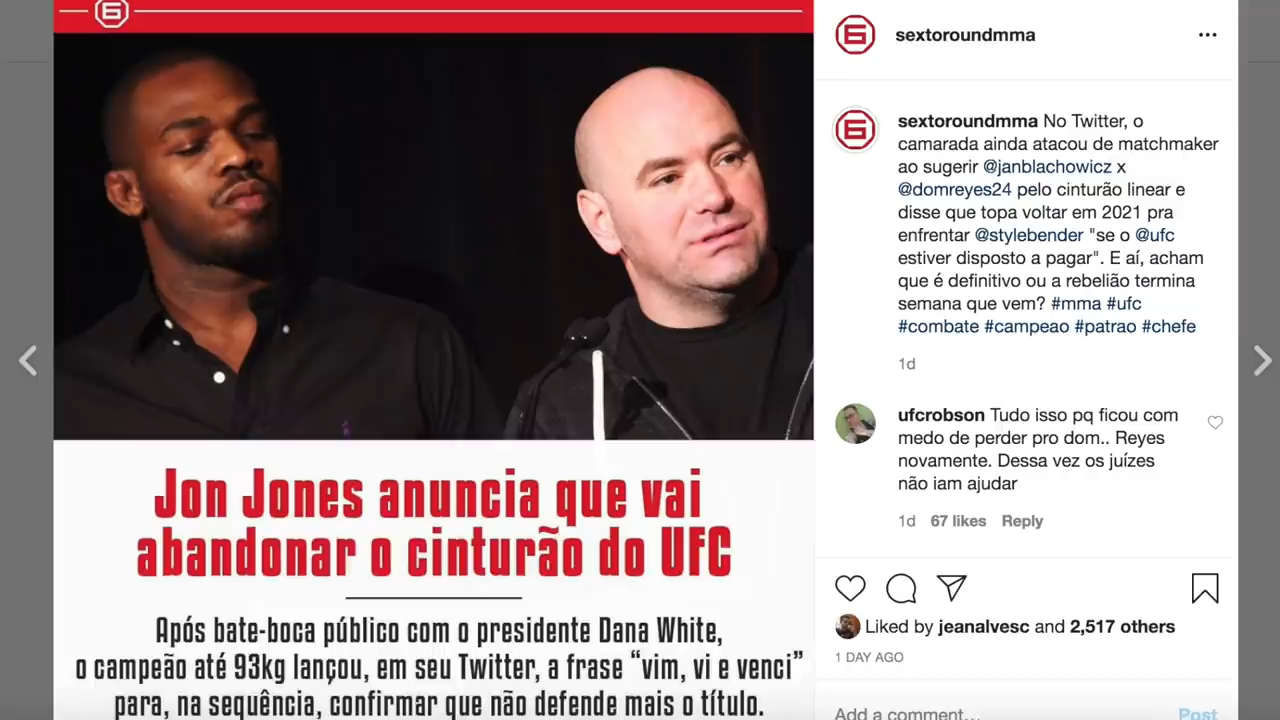 6
Jon Jones anuncia que vai
abandonar o cinturão do UFC
Após bate-boca público com o presidente Dana White,
o campeão até 93kg lançou, em seu Twitter, a frase “vim, vi e venci”
para, na sequência, confirmar que não defende mais o título.
6
sextoroundmma
6
sextoroundmma No Twitter, o
camarada ainda atacou de matchmaker
ao sugerir @janblachowicz x
@domreyes24 pelo cinturão linear e
disse que topa voltar em 2021 pra
enfrentar @stylebender "se o @ufc
estiver disposto a pagar". E aí, acham
que é definitivo ou a rebelião termina
semana que vem? #mma #ufc
#combate #campeao #patrao #chefe
1d
ufcrobson Tudo isso pq ficou com
medo de perder pro dom.. Reyes
novamente. Dessa vez os juízes
não iam ajudar
1d 67 likes Reply
Liked by jeanalvesc and 2,517 others
1 DAY AGO
Add a comment... Post